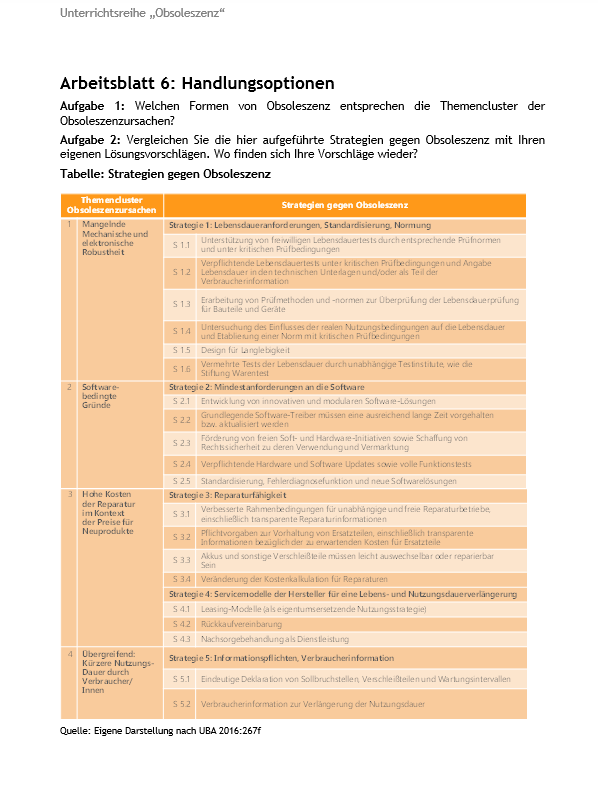 Unterrichtsreihe „Obsoleszenz“
Arbeitsblatt 6: Handlungsoptionen
Aufgabe 1: Welchen Formen von Obsoleszenz entsprechen die Themencluster der
Obsoleszenzursachen?
Aufgabe 2: Vergleichen Sie die hier aufgeführte Strategien gegen Obsoleszenz mit Ihren
eigenen Lösungsvorschlägen. Wo finden sich Ihre Vorschläge wieder?
Tabelle: Strategien gegen Obsoleszenz
Themencluster
Obsoleszenzursachen
Strategien gegen Obsoleszenz
1 Mangelnde
Mechanische und
elektronische
Robustheit
Strategie 1: Lebensdaueranforderungen, Standardisierung, Normung
S 1.1 Unterstützung von freiwilligen Lebensdauertests durch entsprechende Prüfnormen
und unter kritischen Prüfbedingungen
S 1.2 Verpflichtende Lebensdauertests unter kritischen Prüfbedingungen und Angabe
Lebensdauer in den technischen Unterlagen und/oder als Teil der
Verbraucherinformation
S 1.3 Erarbeitung von Prüfmethoden und -normen zur Überprüfung der Lebensdauerprüfung
für Bauteile und Geräte
S 1.4 Untersuchung des Einflusses der realen Nutzungsbedingungen auf die Lebensdauer
und Etablierung einer Norm mit kritischen Prüfbedingungen
S 1.5 Design für Langlebigkeit
S 1.6 Vermehrte Tests der Lebensdauer durch unabhängige Testinstitute, wie die
Stiftung Warentest
2 Software-
bedingte
Gründe
Strategie 2: Mindestanforderungen an die Software
S 2.1 Entwicklung von innovativen und modularen Software-Lösungen
S 2.2 Grundlegende Software-Treiber müssen eine ausreichend lange Zeit vorgehalten
bzw. aktualisiert werden
S 2.3 Förderung von freien Soft- und Hardware-Initiativen sowie Schaffung von
Rechtssicherheit zu deren Verwendung und Vermarktung
S 2.4 Verpflichtende Hardware und Software Updates sowie volle Funktionstests
S 2.5 Standardisierung, Fehlerdiagnosefunktion und neue Softwarelösungen
3 Hohe Kosten
der Reparatur
im Kontext
der Preise für
Neuprodukte
Strategie 3: Reparaturfähigkeit
S 3.1 Verbesserte Rahmenbedingungen für unabhängige und freie Reparaturbetriebe,
einschließlich transparente Reparaturinformationen
S 3.2 Pflichtvorgaben zur Vorhaltung von Ersatzteilen, einschließlich transparente
Informationen bezüglich der zu erwartenden Kosten für Ersatzteile
S 3.3 Akkus und sonstige Verschleißteile müssen leicht auswechselbar oder reparierbar
Sein
S 3.4 Veränderung der Kostenkalkulation für Reparaturen
Strategie 4: Servicemodelle der Hersteller für eine Lebens- und Nutzungsdauerverlängerung
S 4.1 Leasing-Modelle (als eigentumsersetzende Nutzungsstrategie)
S 4.2 Rückkaufvereinbarung
S 4.3 Nachsorgebehandlung als Dienstleistung
4 Übergreifend:
Kürzere Nutzungs-
Dauer durch
Verbraucher/
Innen
Strategie 5: Informationspflichten, Verbraucherinformation
S 5.1 Eindeutige Deklaration von Sollbruchstellen, Verschleißteilen und Wartungsintervallen
S 5.2 Verbraucherinformation zur Verlängerung der Nutzungsdauer
Quelle: Eigene Darstellung nach UBA 2016:267f